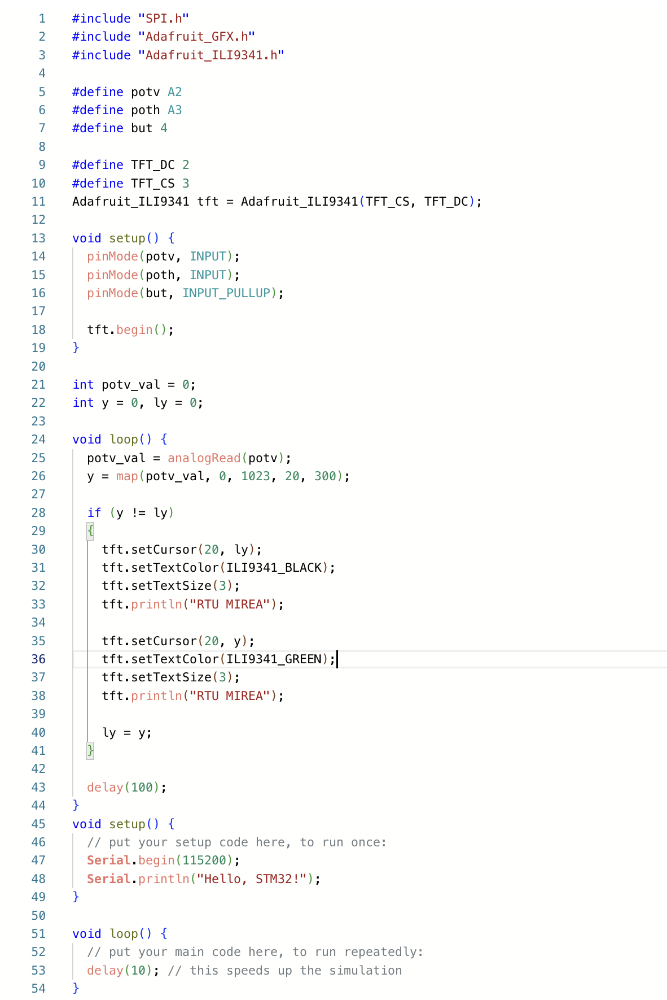 1 #include "SPI.h"
2 #include "Adafruit_GFX.h"
3 #include "Adafruit_ILI9341.h"
4
5 #define potv A2
6 #define poth A3
7 #define but 4
8
9 #define TFT_DC 2
10 #define TFT_CS 3
11 Adafruit_ILI9341 tft = Adafruit_ILI9341(TFT_CS, TFT_DC);
12
13 void setup() {
14   pinMode(potv, INPUT);
15   pinMode(poth, INPUT);
16   pinMode(but, INPUT_PULLUP);
17
18   tft.begin();
19 }
20
21 int potv_val = 0;
22 int y = 0, ly = 0;
23
24 void loop() {
25   potv_val = analogRead(potv);
26   y = map(potv_val, 0, 1023, 20, 300);
27
28   if (y != ly)
29   {
30     tft.setCursor(20, ly);
31     tft.setTextColor(ILI9341_BLACK);
32     tft.setTextSize(3);
33     tft.println("RTU MIREA");
34
35     tft.setCursor(20, y);
36     tft.setTextColor(ILI9341_GREEN);
37     tft.setTextSize(3);
38     tft.println("RTU MIREA");
39
40     ly = y;
41   }
42
43   delay(100);
44 }
45 void setup() {
46   // put your setup code here, to run once:
47   Serial.begin(115200);
48   Serial.println("Hello, STM32!");
49 }
50
51 void loop() {
52   // put your main code here, to run repeatedly:
53   delay(10); // this speeds up the simulation
54 }